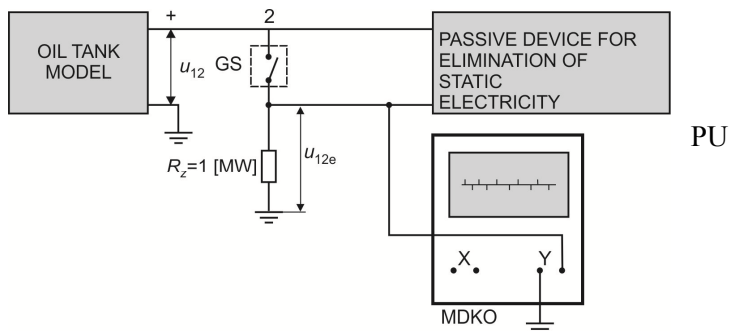 OIL TANK
MODEL
+
u12
2
GS
PASSIVE DEVICE FOR
ELIMINATION OF
STATIC
ELECTRICITY
PU
Rz=1 [MW]
u12e
X
Y
MDKO